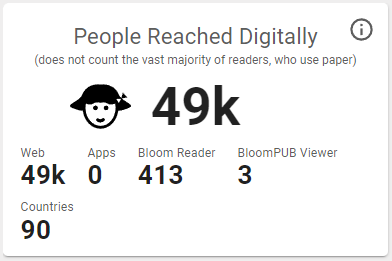 People Reached Digitally
(does not count the vast majority of readers, who use paper)
49k
Web Apps Bloom Reader BloomPUB Viewer
49k 0 413 3
Countries
90